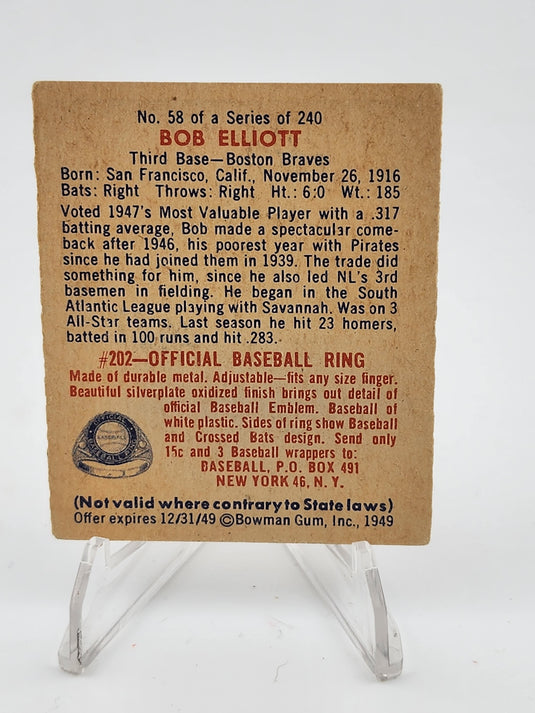 No. 58 of a Series of 240
BOB ELLIOTT
Third Base—Boston Braves
Born: San Francisco, Calif., November 26, 1916
Bats: Right Throws: Right Ht.: 6:0 Wt.: 185
Voted 1947's Most Valuable Player with a .317
batting average, Bob made a spectacular come-
back after 1946, his poorest year with Pirates
since he had joined them in 1939. The trade did
something for him, since he also led NL's 3rd
basemen in fielding. He began in the South
Atlantic League playing with Savannah. Was on 3
All-Star teams. Last season he hit 23 homers,
batted in 100 runs and hit .283.
#202—OFFICIAL BASEBALL RING
Made of durable metal. Adjustable—fits any size finger.
Beautiful silverplate oxidized finish brings out detail of
official Baseball Emblem. Baseball of
white plastic. Sides of ring show Baseball
and Crossed Bats design. Send only
15c and 3 Baseball wrappers to:
BASEBALL, P.O. BOX 491
NEW YORK 46, N. Y.
OFFICIAL
BASEBALL
BASEBALL RING
(Not valid where contrary to State laws)
Offer expires 12/31/49 ©Bowman Gum, Inc., 1949